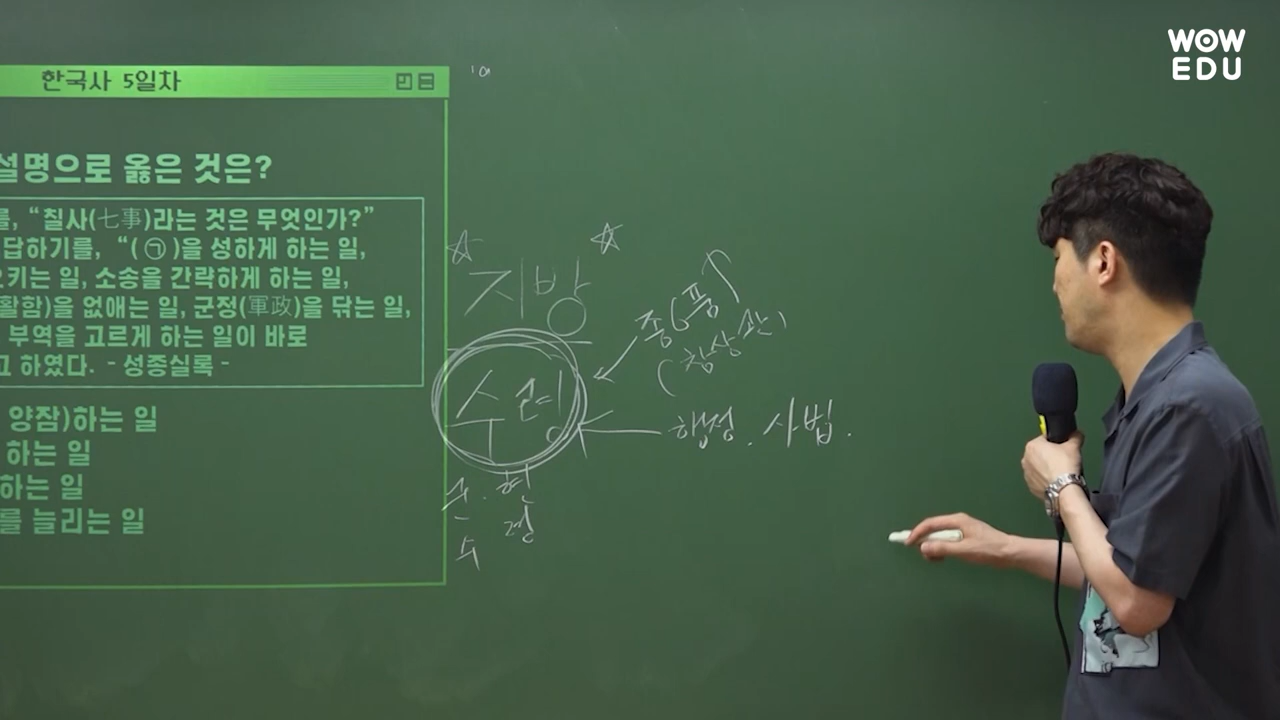 WOW
EDU
한국사 5일차
설명으로 옳은 것은?
를, “칠사(七事)라는 것은 무엇인가?”
답하기를, “( ㉠ )을 성하게 하는 일,
키는 일, 소송을 간략하게 하는 일,
활함)을 없애는 일, 군정(軍政)을 닦는 일,
부역을 고르게 하는 일이 바로
고 하였다. - 성종실록 -
양잠)하는 일
하는 일
하는 일
를 늘리는 일
지방
종6품↑
(참상관)
수령
행정. 사법.
군. 현
수 령